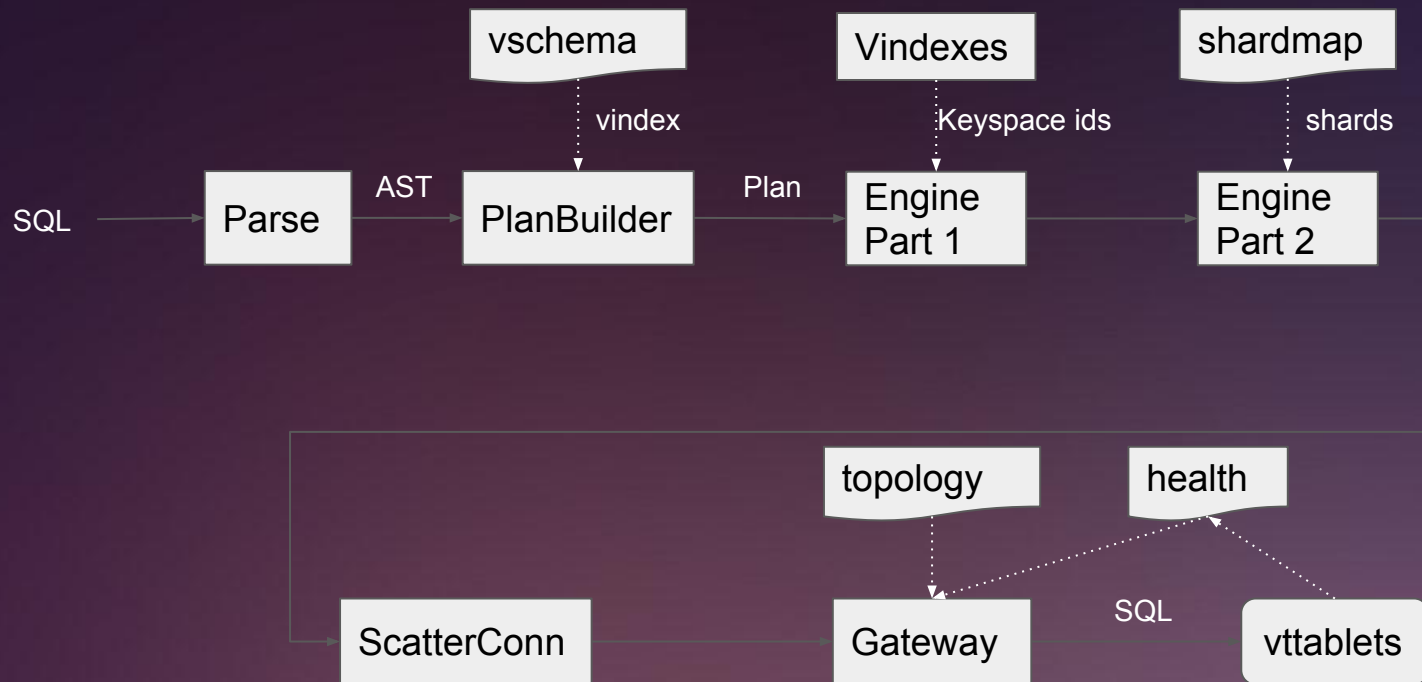 vschema
Vindexes
shardmap
vindex
Keyspace ids
shards
SQL
Parse
AST
PlanBuilder
Plan
Engine
Part 1
Engine
Part 2
topology
health
ScatterConn
Gateway
SQL
vttablets